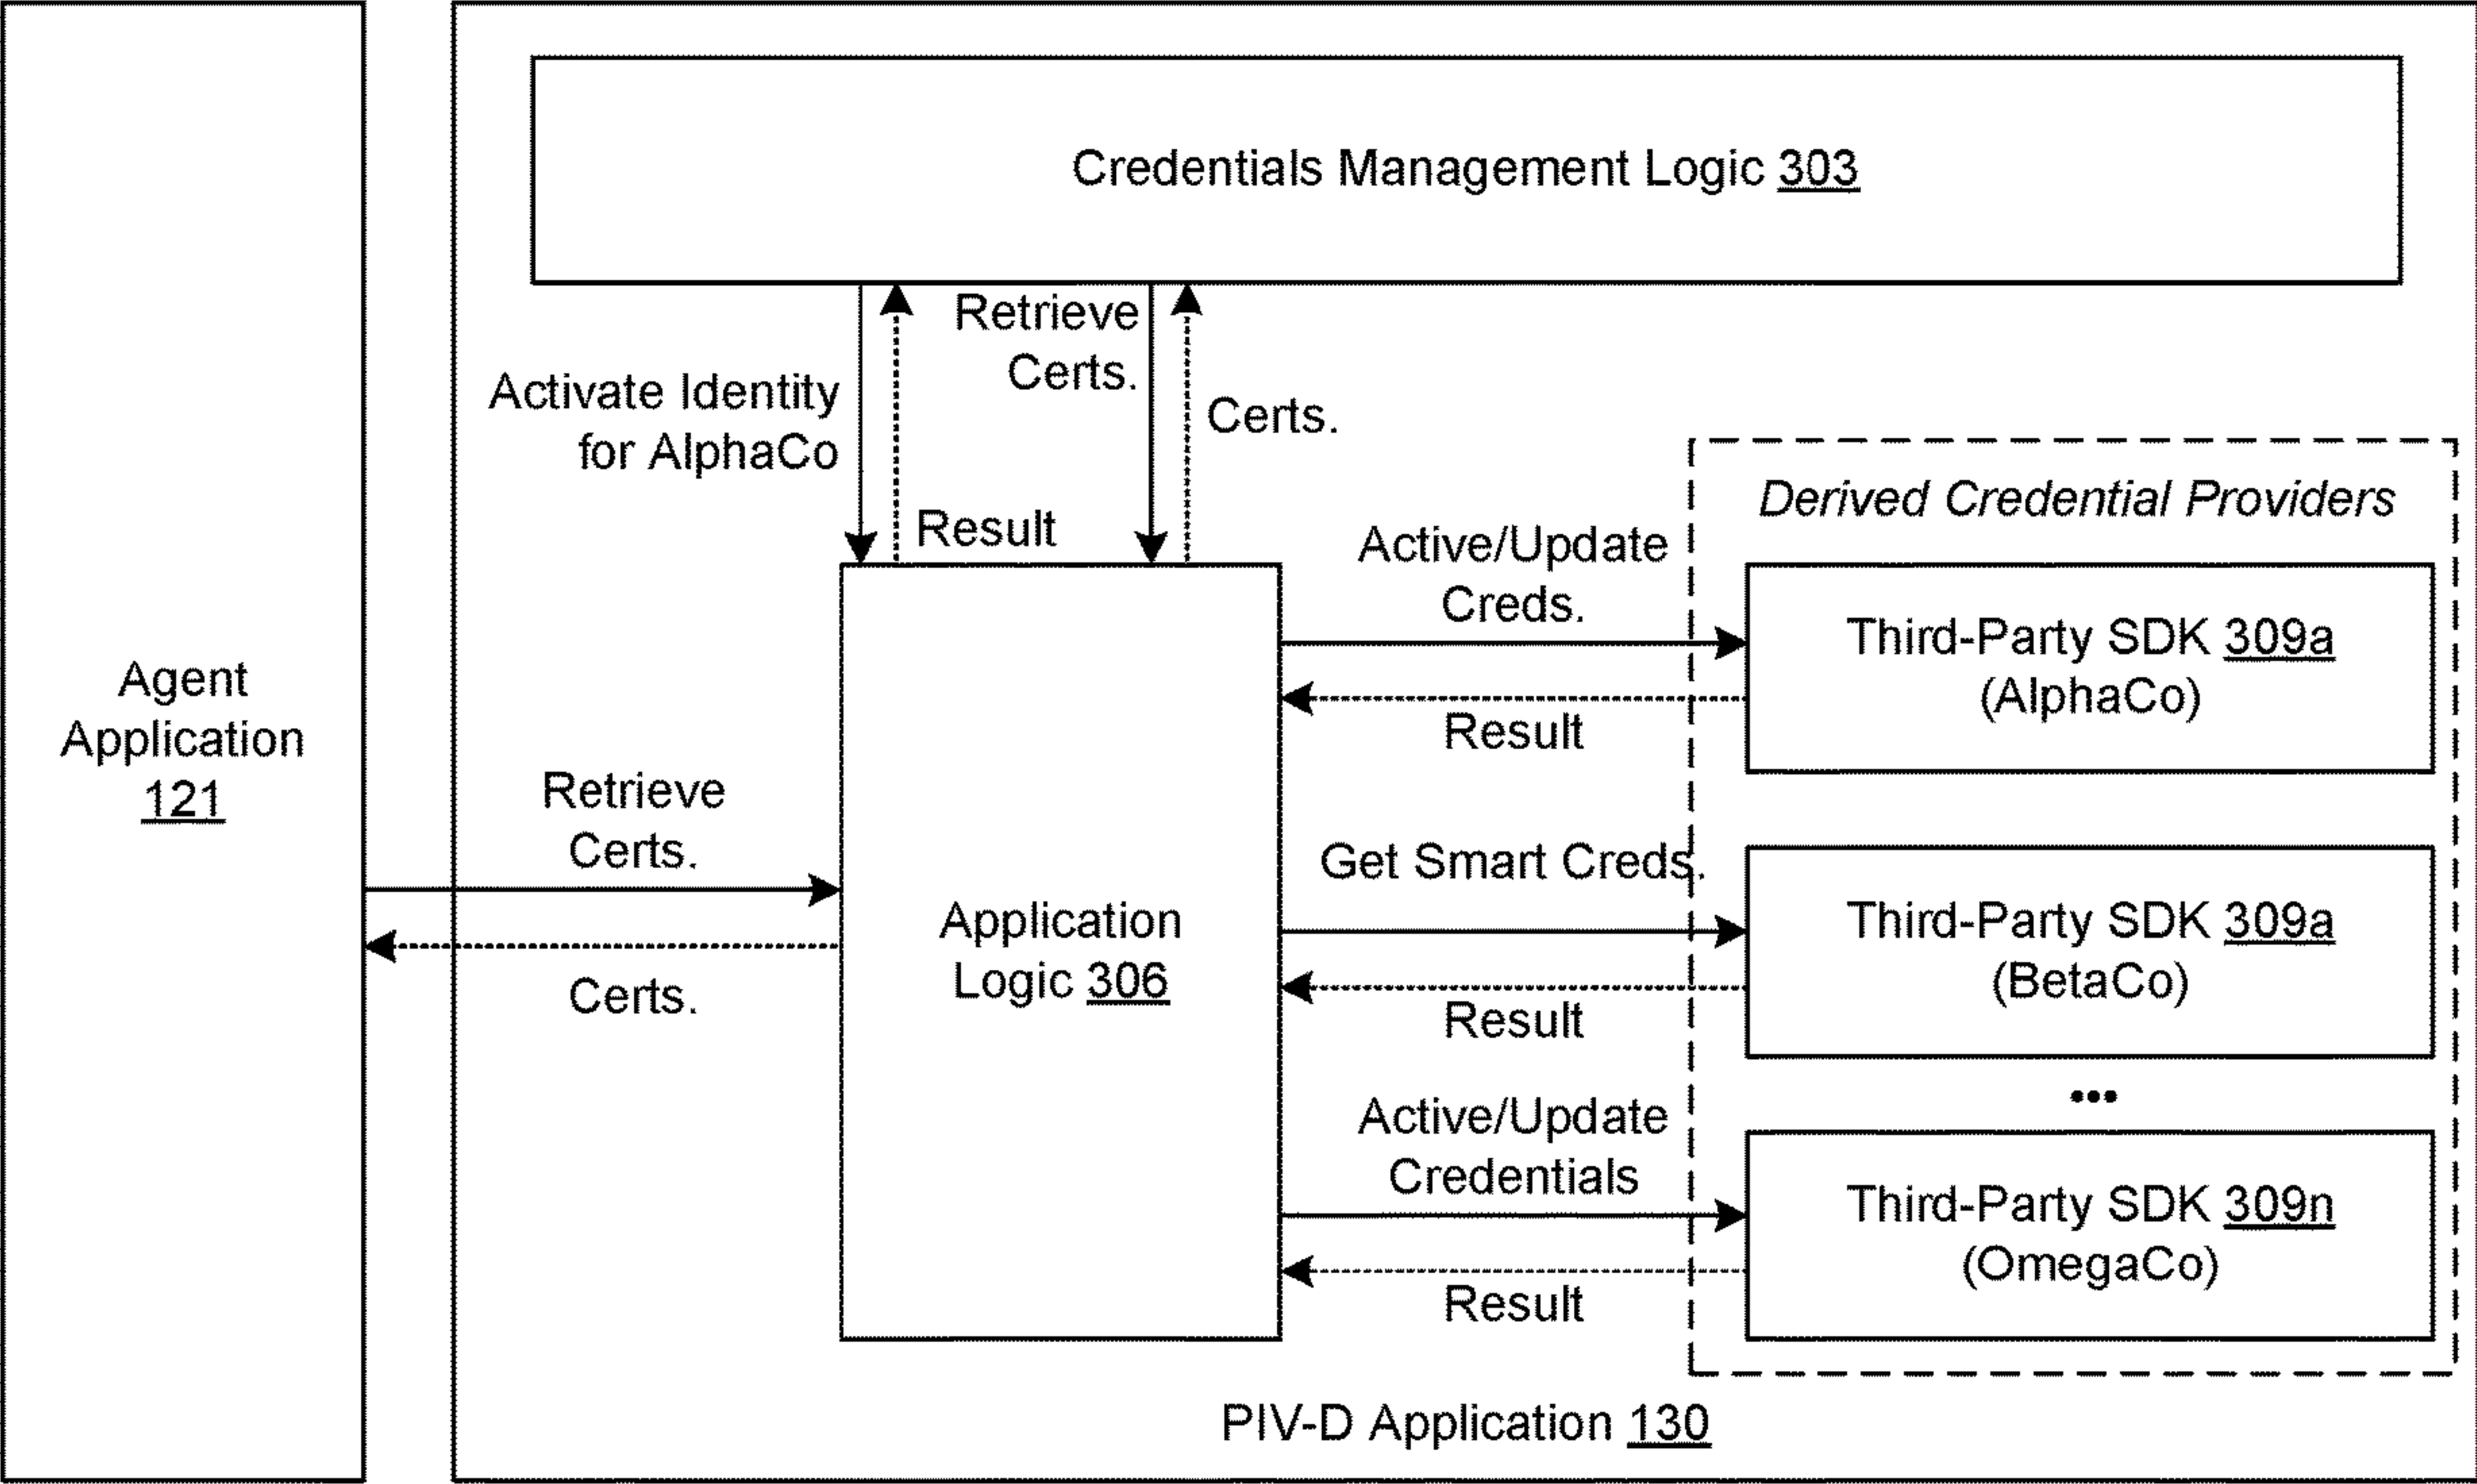 Credentials Management Logic 303
Retrieve
Certs.
Activate Identity
for AlphaCo
Certs.
Result
Derived Credential Providers
Active/Update
Creds.
Third-Party SDK 309a
(AlphaCo)
Result
Agent
Application
121
Retrieve
Certs.
Certs.
Application
Logic 306
Get Smart Creds.
Third-Party SDK 309a
(BetaCo)
Result
...
Active/Update
Credentials
Third-Party SDK 309n
(OmegaCo)
Result
PIV-D Application 130